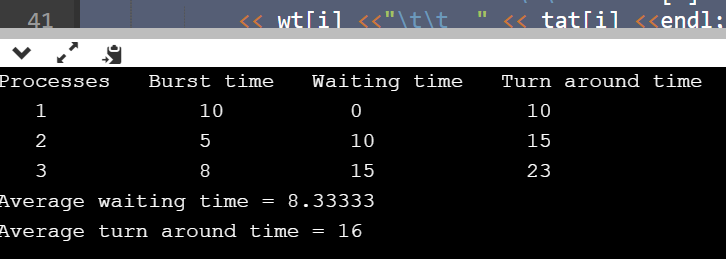 41 << wt[i] <<"\t\t  " << tat[i] <<endl;
Processes   Burst time   Waiting time   Turn around time
1   10   0   10
2   5   10   15
3   8   15   23
Average waiting time = 8.33333
Average turn around time = 16